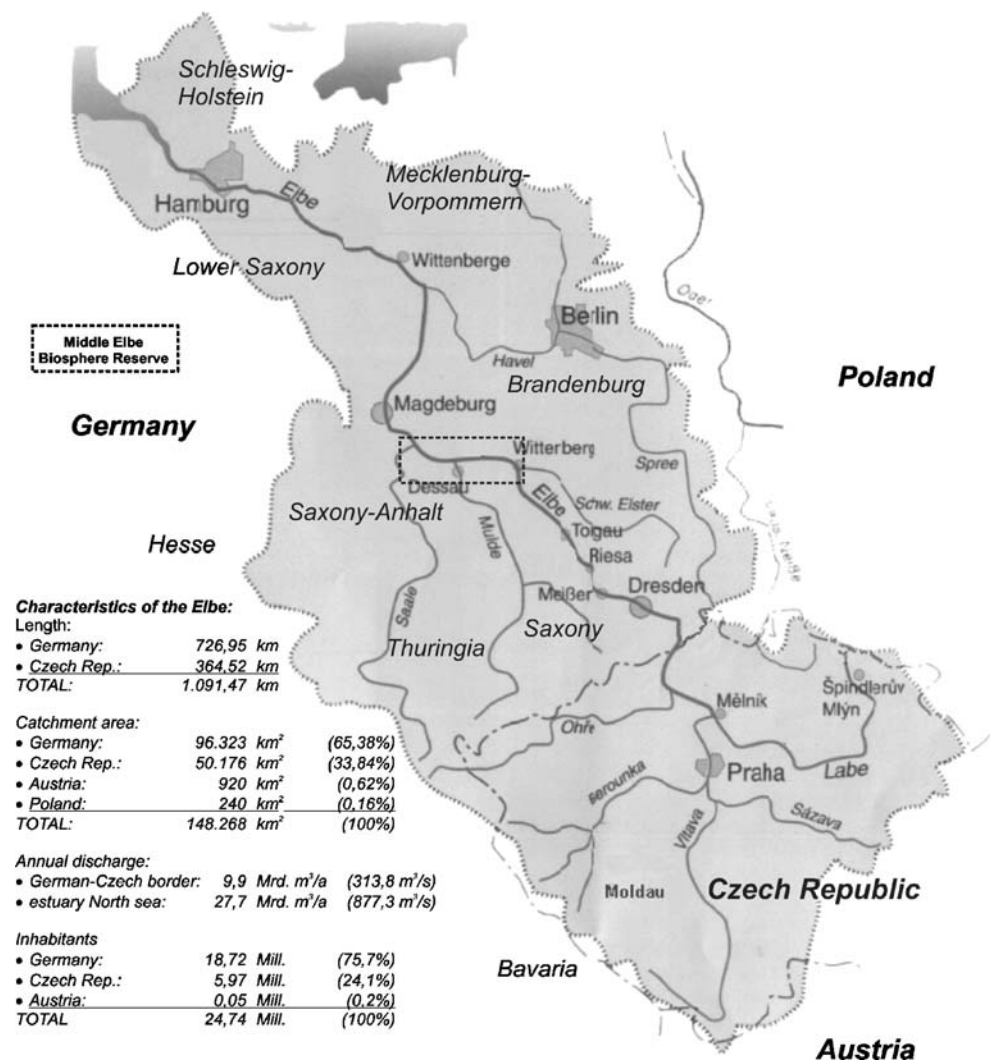 Schleswig-
Holstein
Mecklenburg-
Vorpommern
Elbe
Hamburg
Lower Saxony
Wittenberge
Oder
Berlin
Middle Elbe
Biosphere Reserve
Havel
Brandenburg
Poland
Germany
Magdeburg
Witterberg
Spree
Dessau
Elbe
Schw. Elster
Saxony-Anhalt
Mulde
Torgau
Hesse
Riesa
Dresden
Meißer
Saale
Saxony
Thuringia
Characteristics of the Elbe:
Length:
• Germany: 726,95 km
• Czech Rep.: 364,52 km
TOTAL: 1.091,47 km
Mělník
Špindlerův
Mlýn
Ohře
Labe
Catchment area:
• Germany: 96.323 km² (65,38%)
• Czech Rep.: 50.176 km² (33,84%)
• Austria: 920 km² (0,62%)
• Poland: 240 km² (0,16%)
TOTAL: 148.268 km² (100%)
Praha
Sázava
Vltava
Annual discharge:
• German-Czech border: 9,9 Mrd. m³/a (313,8 m³/s)
• estuary North sea: 27,7 Mrd. m³/a (877,3 m³/s)
Moldau
Czech Republic
Inhabitants
• Germany: 18,72 Mill. (75,7%)
• Czech Rep.: 5,97 Mill. (24,1%)
• Austria: 0,05 Mill. (0,2%)
TOTAL 24,74 Mill. (100%)
Bavaria
Austria